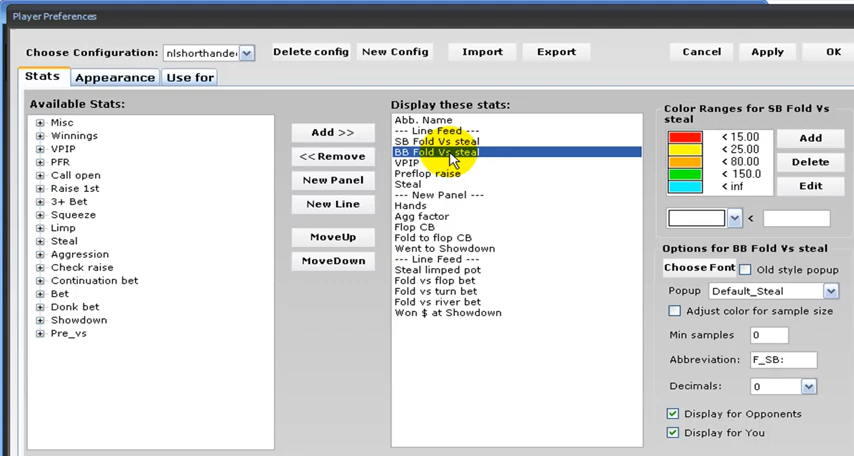 Player Preferences
Choose Configuration: nlshorthande Delete config New Config Import Export Cancel Apply OK
Stats Appearance Use for
Available Stats:
Misc
Winnings
VPIP
PFR
Call open
Raise 1st
3+ Bet
Squeeze
Limp
Steal
Aggression
Check raise
Continuation bet
Bet
Donk bet
Showdown
Pre_vs
Add >>
<< Remove
New Panel
New Line
MoveUp
MoveDown
Display these stats:
Abb. Name
--- Line Feed ---
SB Fold Vs steal
BB Fold Vs steal
VPIP
Preflop raise
Steal
--- New Panel ---
Hands
Agg factor
Flop CB
Fold to flop CB
Went to Showdown
--- Line Feed ---
Steal limped pot
Fold vs flop bet
Fold vs turn bet
Fold vs river bet
Won $ at Showdown
Color Ranges for SB Fold Vs
steal
< 15.00
< 25.00
< 80.00
< 150.0
< inf
Add
Delete
Edit
<
Options for BB Fold Vs steal
Choose Font Old style popup
Popup Default_Steal
Adjust color for sample size
Min samples 0
Abbreviation: F_SB:
Decimals: 0
Display for Opponents
Display for You